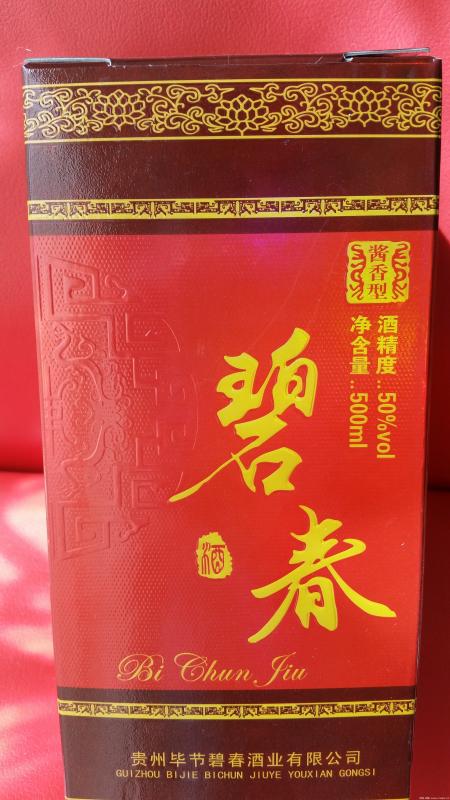 酱香型
酒精度:50%vol
净含量:500ml
碧春
酒
Bi Chun Jiu
贵州毕节碧春酒业有限公司
GUIZHOU BIJIE BICHUN JIUYE YOUXIAN GONGSI